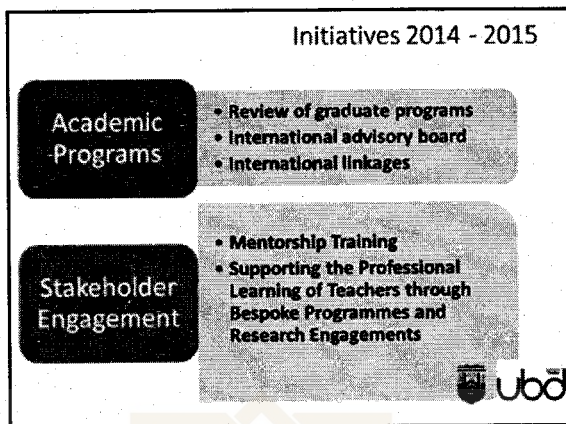 Initiatives 2014 - 2015
Academic
Programs
• Review of graduate programs
• International advisory board
• International linkages
Stakeholder
Engagement
• Mentorship Training
• Supporting the Professional
Learning of Teachers through
Bespoke Programmes and
Research Engagements
ubd